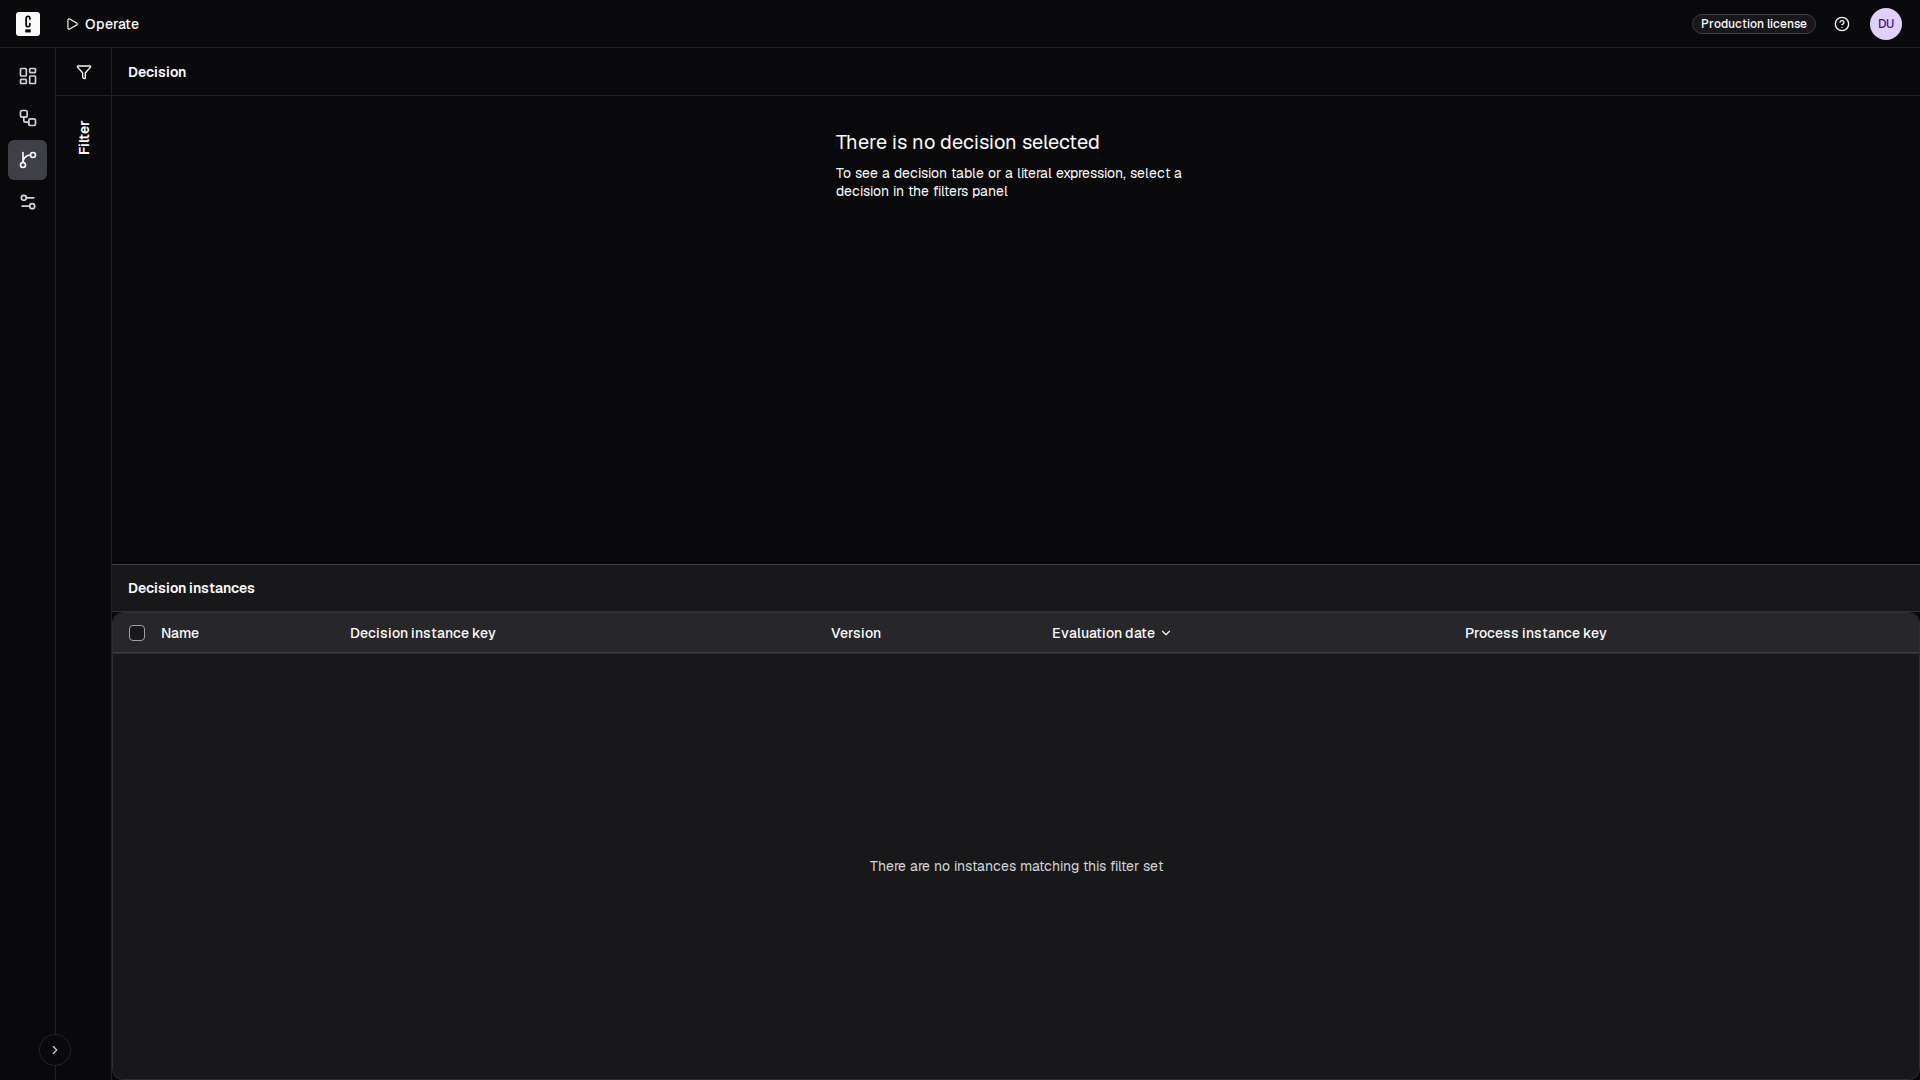 Operate
Production license
DU
Decision
Filter
There is no decision selected
To see a decision table or a literal expression, select a
decision in the filters panel
Decision instances
Name
Decision instance key
Version
Evaluation date
Process instance key
There are no instances matching this filter set